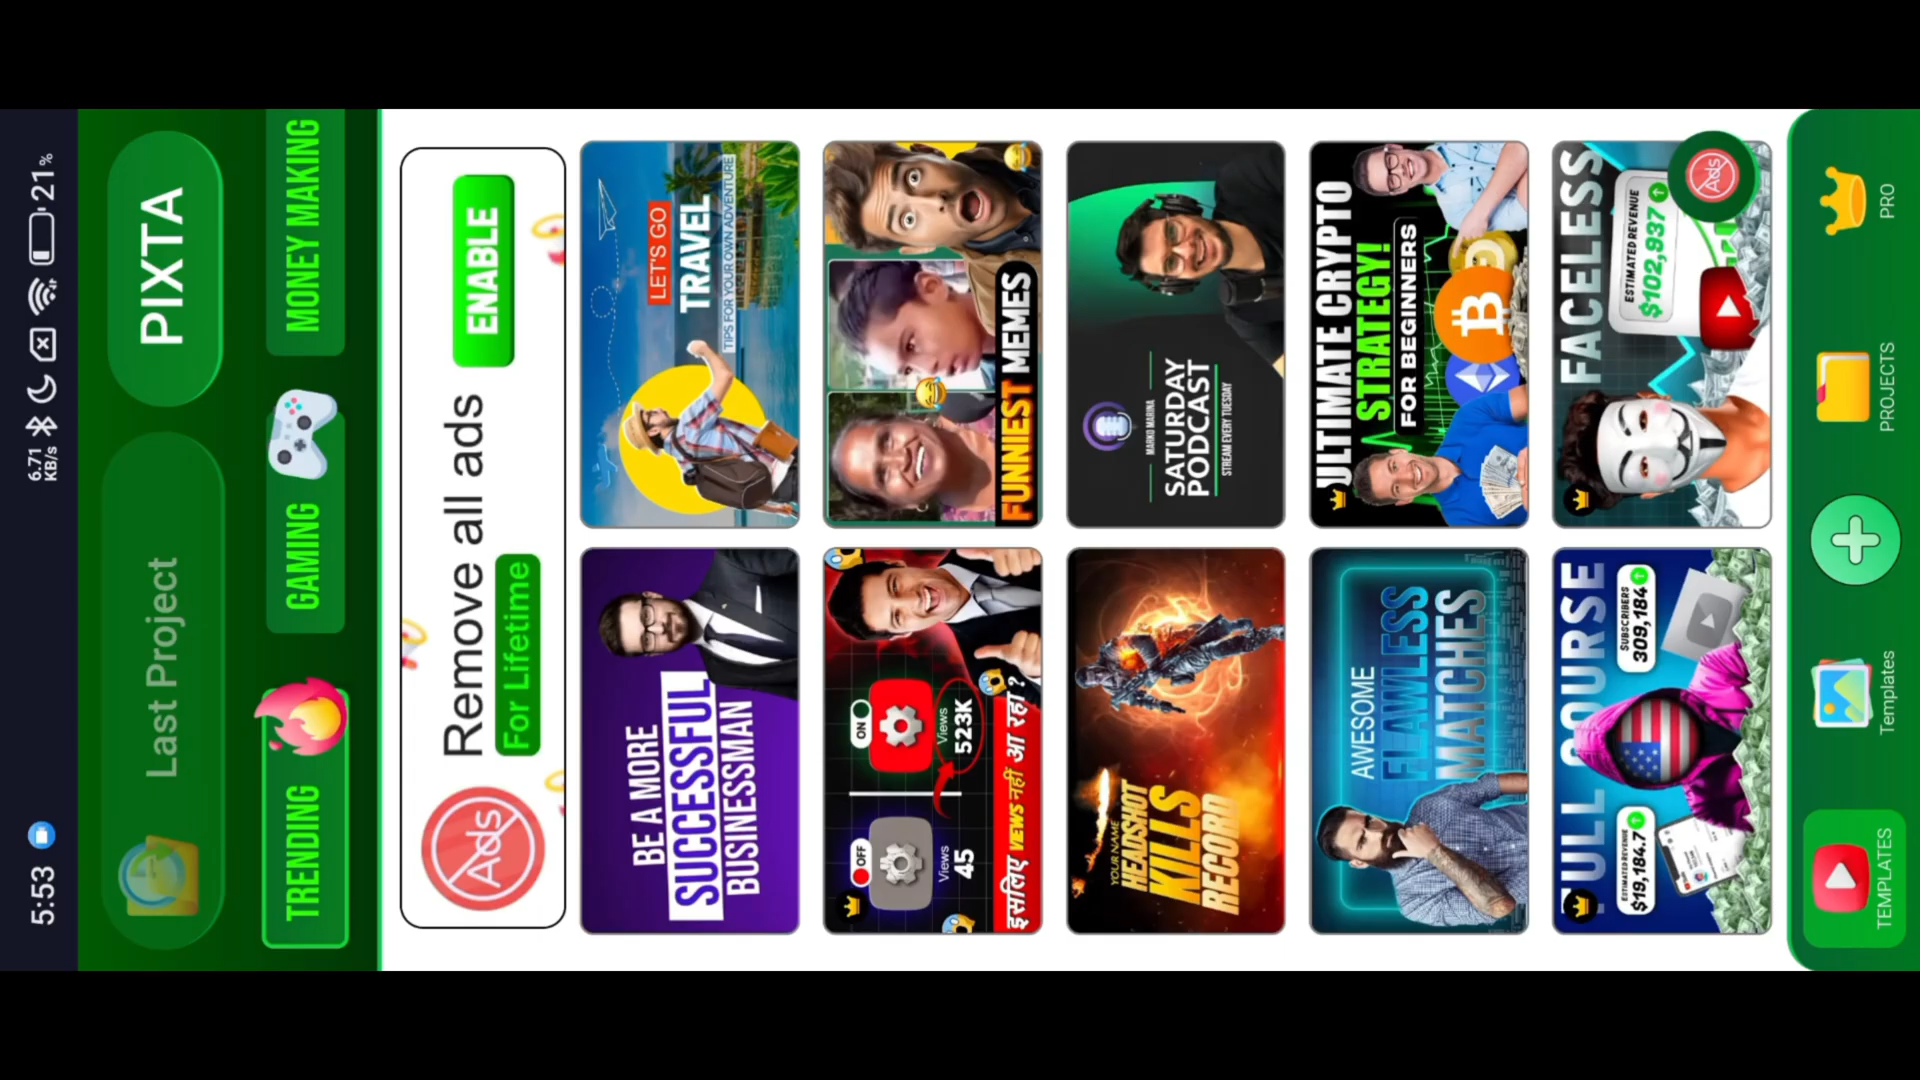 5:53
6.71
KB/s
21%
Last Project
PIXTA
TRENDING
GAMING
MONEY MAKING
Ads
Remove all ads
For Lifetime
ENABLE
BE A MORE
SUCCESSFUL
BUSINESSMAN
LET'S GO
TRAVEL
TIPS FOR YOUR OWN ADVENTURE
OFF
ON
Views
45
Views
523K
इसलिए VIEWS नहीं आ रहा ?
FUNNIEST MEMES
YOUR NAME
HEADSHOT
KILLS
RECORD
MARKO MARINA
SATURDAY
PODCAST
STREAM EVERY TUESDAY
AWESOME
FLAWLESS
MATCHES
ULTIMATE CRYPTO
STRATEGY!
FOR BEGINNERS
FULL COURSE
ESTIMATED REVENUE
$19,184.7
SUBSCRIBERS
309,184
FACELESS
ESTIMATED REVENUE
$102,937
Ads
TEMPLATES
Templates
PROJECTS
PRO